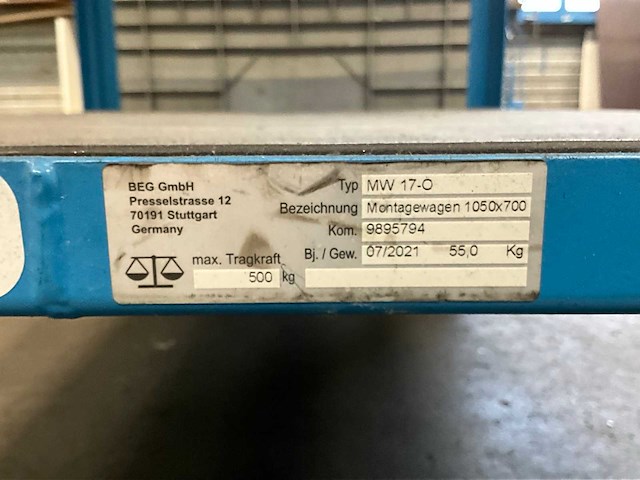 BEG GmbH
Presselstrasse 12
70191 Stuttgart
Germany
max. Tragkraft
500 kg
Typ MW 17-O
Bezeichnung Montagewagen 1050x700
Kom. 9895794
Bj. / Gew. 07/2021 55,0 Kg